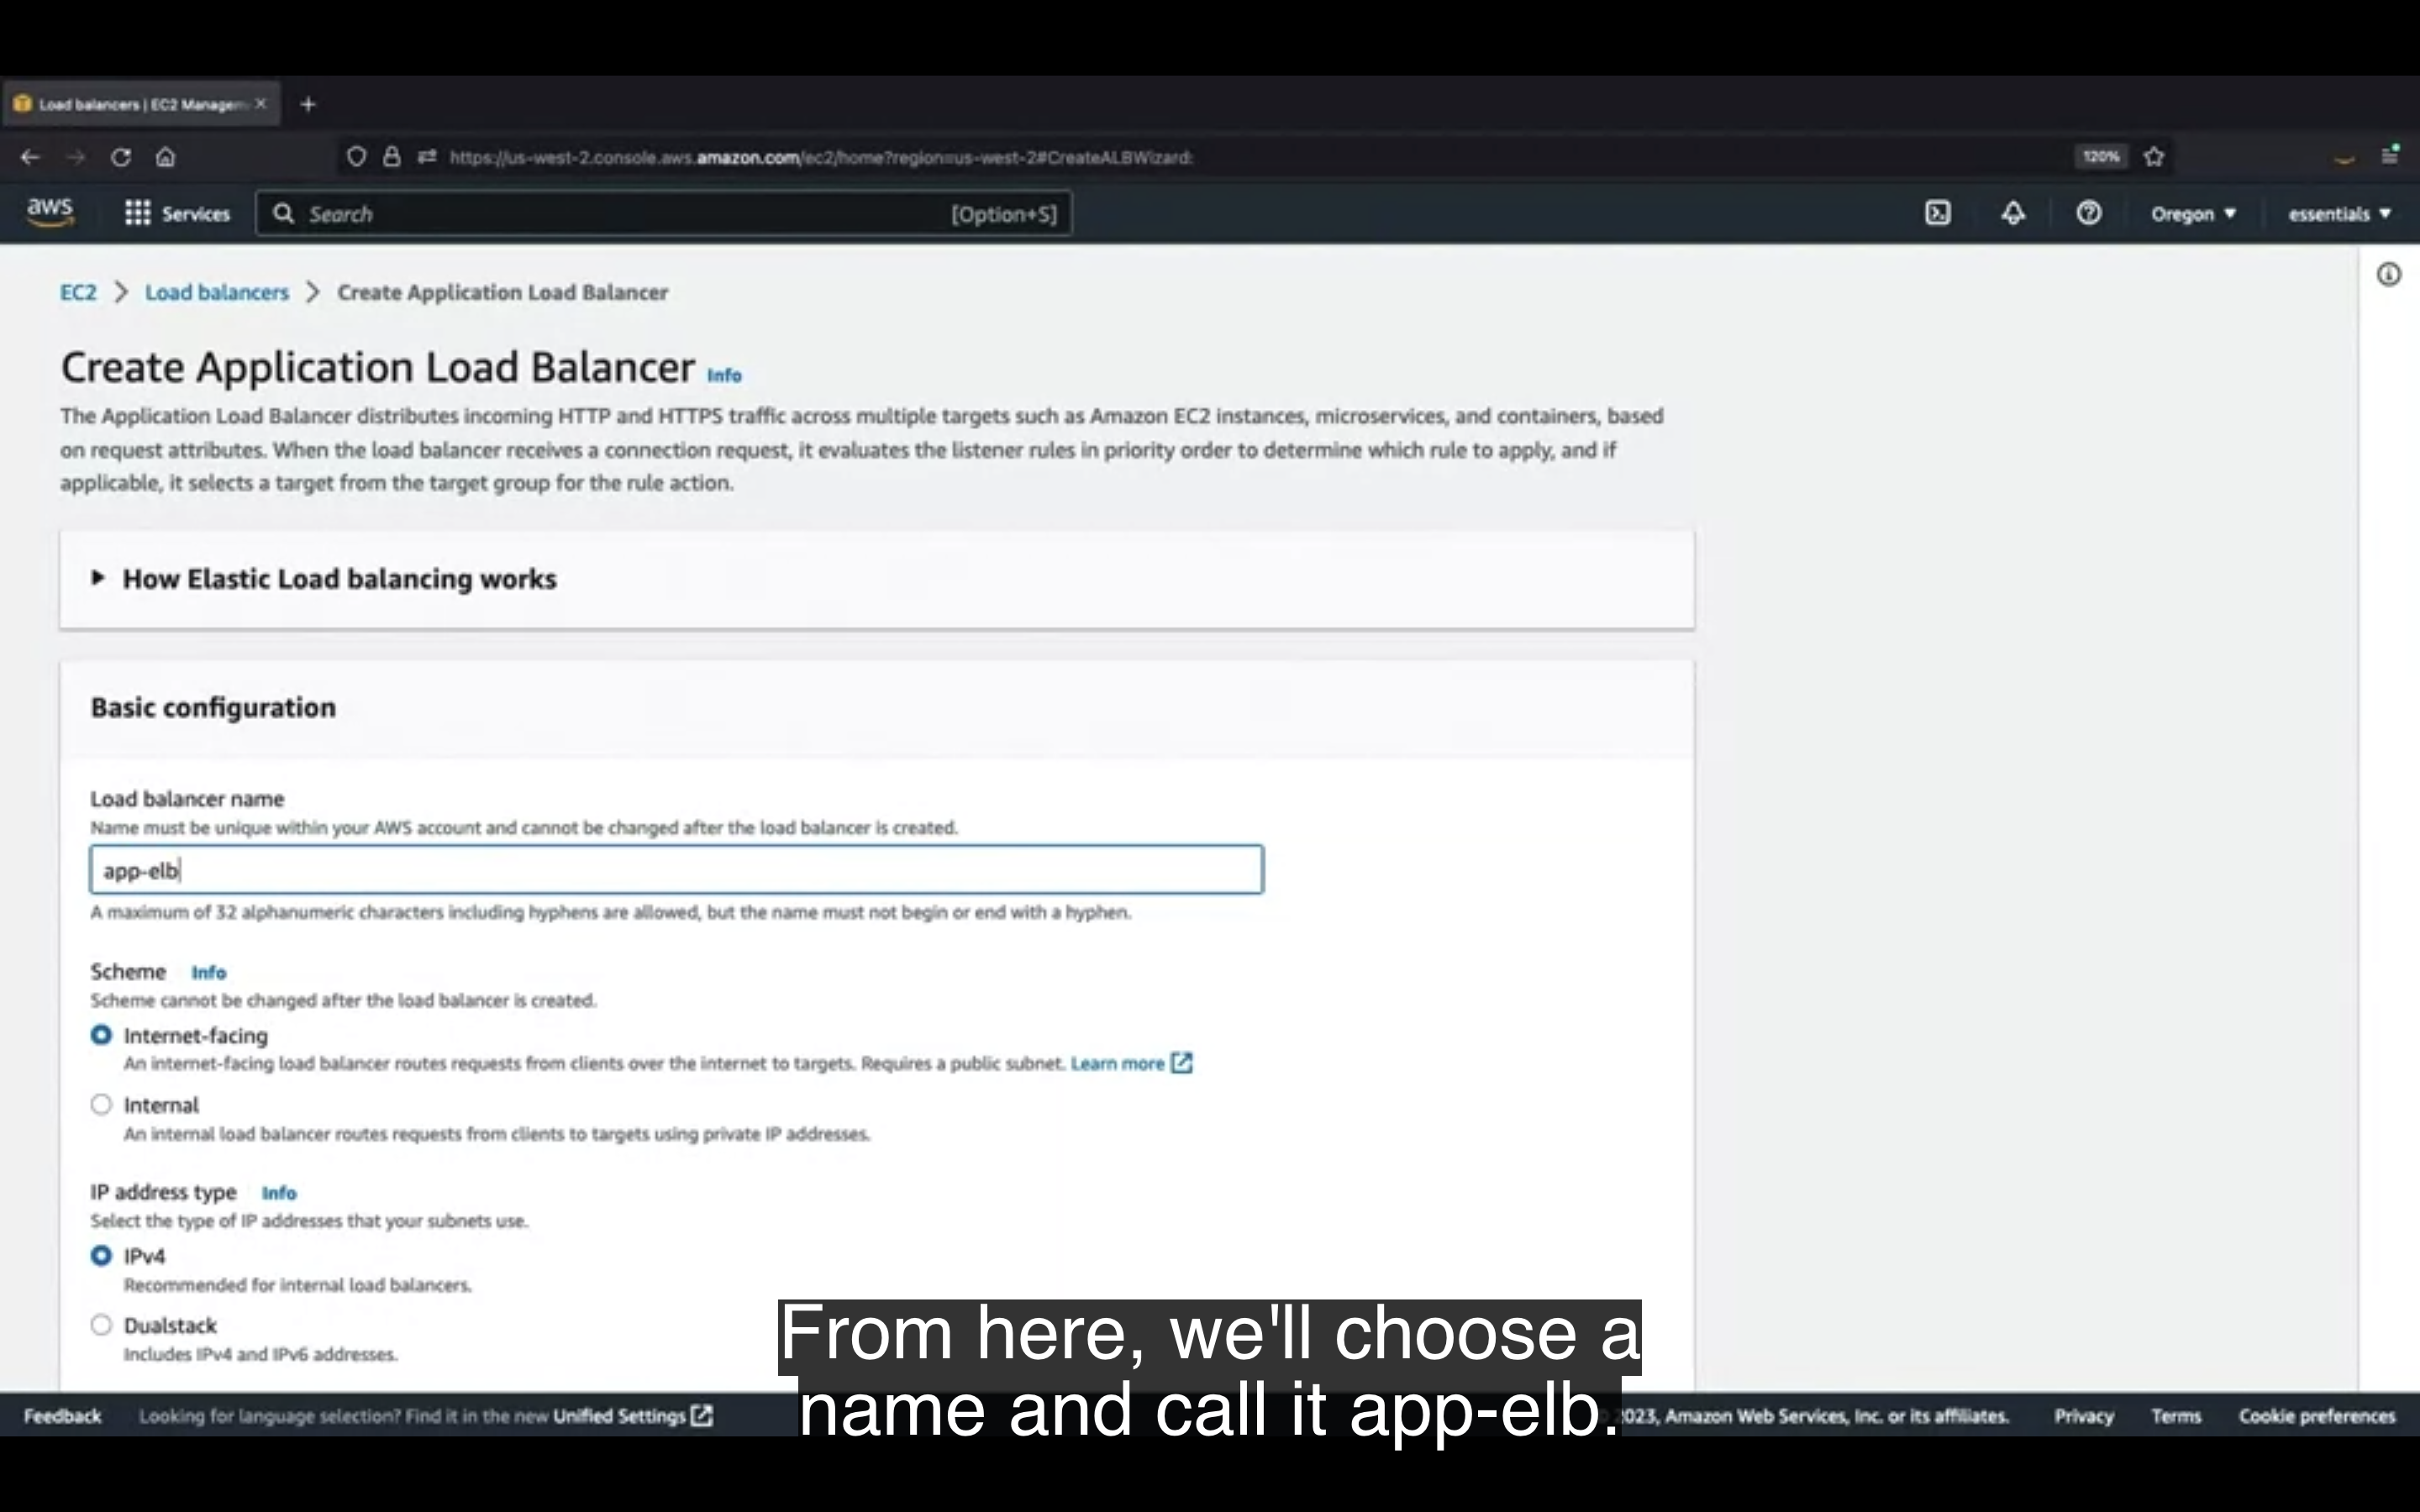 Load balancers | EC2 Managem
https://us-west-2.console.aws.amazon.com/ec2/home?region=us-west-2#CreateALBWizard:
120%
aws
Services
Search
[Option+S]
Oregon
essentials
EC2 > Load balancers > Create Application Load Balancer
Create Application Load Balancer Info
The Application Load Balancer distributes incoming HTTP and HTTPS traffic across multiple targets such as Amazon EC2 instances, microservices, and containers, based
on request attributes. When the load balancer receives a connection request, it evaluates the listener rules in priority order to determine which rule to apply, and if
applicable, it selects a target from the target group for the rule action.
How Elastic Load balancing works
Basic configuration
Load balancer name
Name must be unique within your AWS account and cannot be changed after the load balancer is created.
app-elb
A maximum of 32 alphanumeric characters including hyphens are allowed, but the name must not begin or end with a hyphen.
Scheme Info
Scheme cannot be changed after the load balancer is created.
Internet-facing
An internet-facing load balancer routes requests from clients over the internet to targets. Requires a public subnet. Learn more
Internal
An internal load balancer routes requests from clients to targets using private IP addresses.
IP address type Info
Select the type of IP addresses that your subnets use.
IPv4
Recommended for internal load balancers.
Dualstack
Includes IPv4 and IPv6 addresses.
From here, we'll choose a
name and call it app-elb.
Feedback
Looking for language selection? Find it in the new Unified Settings
2023, Amazon Web Services, Inc. or its affiliates.
Privacy
Terms
Cookie preferences